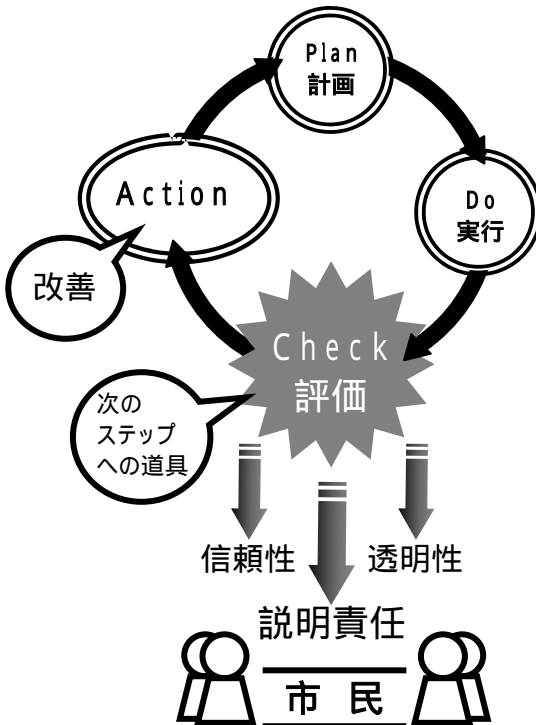 Plan
計画
Do
実行
Action
改善
Check
評価
次の
ステップ
への道具
信頼性
透明性
説明責任
市民